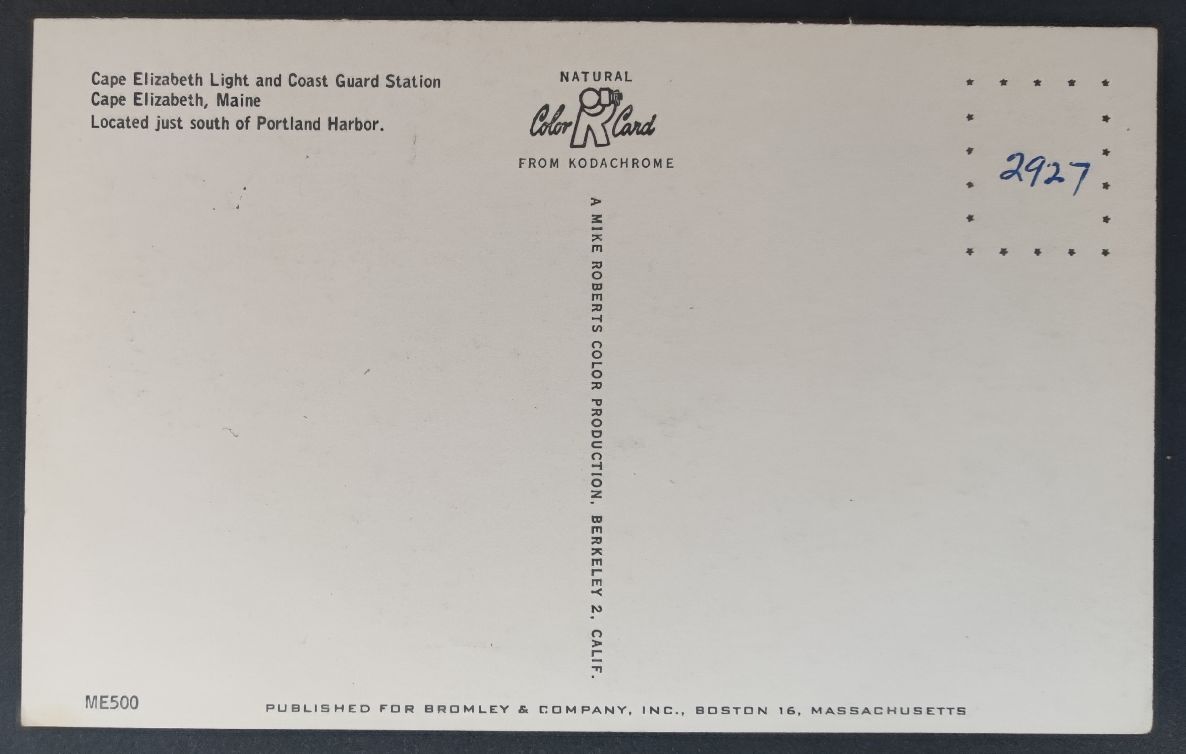 Cape Elizabeth Light and Coast Guard Station
Cape Elizabeth, Maine
Located just south of Portland Harbor.
NATURAL
Color Card
FROM KODACHROME
2927
A MIKE ROBERTS COLOR PRODUCTION, BERKELEY 2, CALIF.
ME500
PUBLISHED FOR BROMLEY & COMPANY, INC., BOSTON 16, MASSACHUSETTS